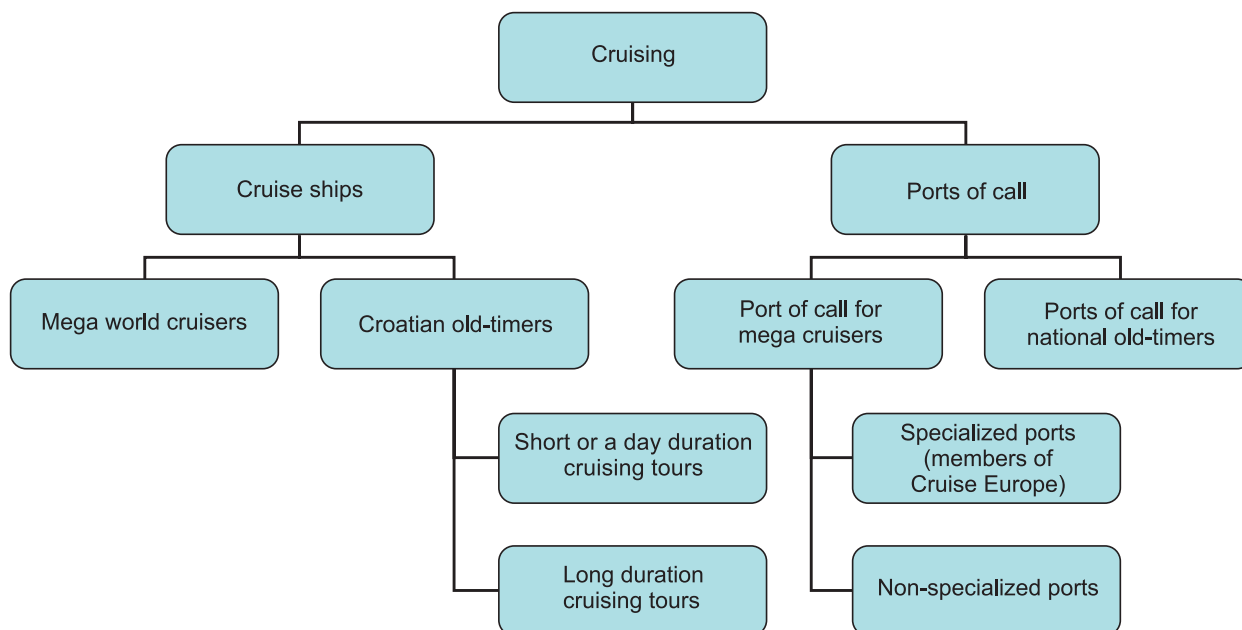 Cruising
Cruise ships
Ports of call
Mega world cruisers
Croatian old-timers
Port of call for
mega cruisers
Ports of call for
national old-timers
Short or a day duration
cruising tours
Specialized ports
(members of
Cruise Europe)
Long duration
cruising tours
Non-specialized ports